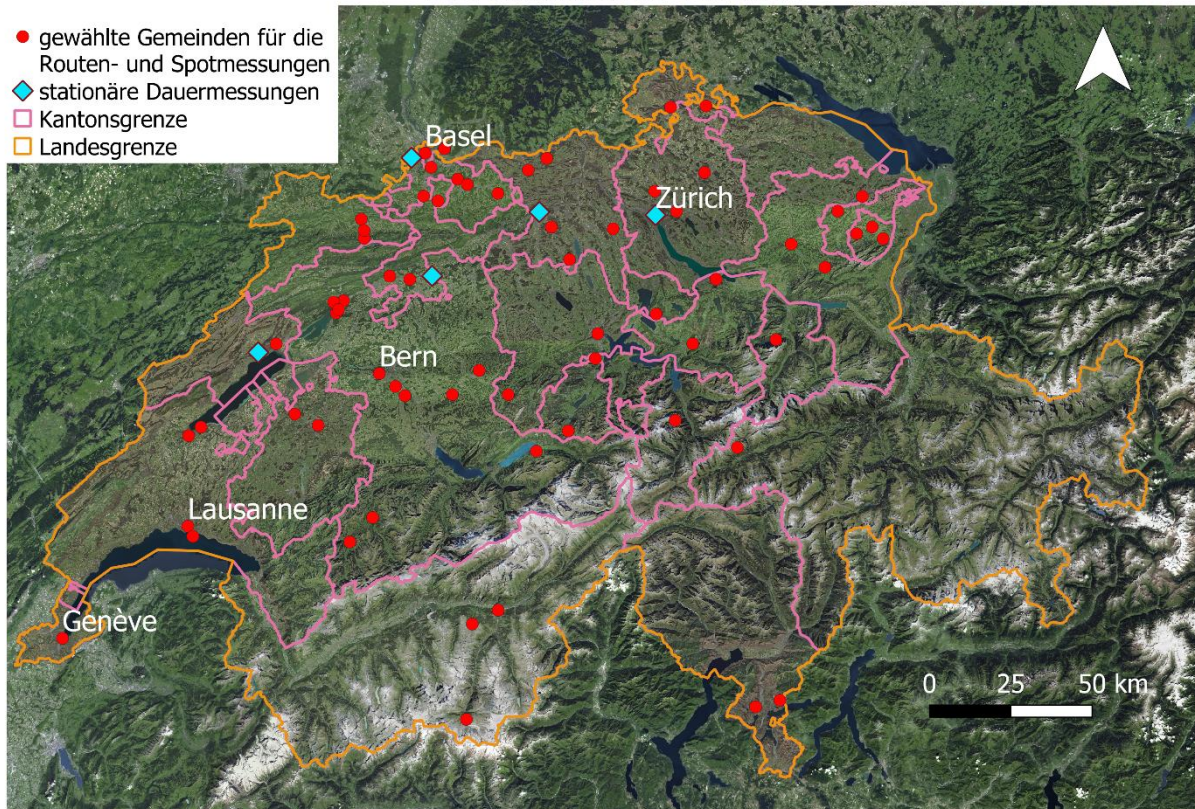 gewählte Gemeinden für die
Routen- und Spotmessungen
stationäre Dauermessungen
Kantonsgrenze
Landesgrenze
Basel
Zürich
Bern
Lausanne
Genève
0 25 50 km